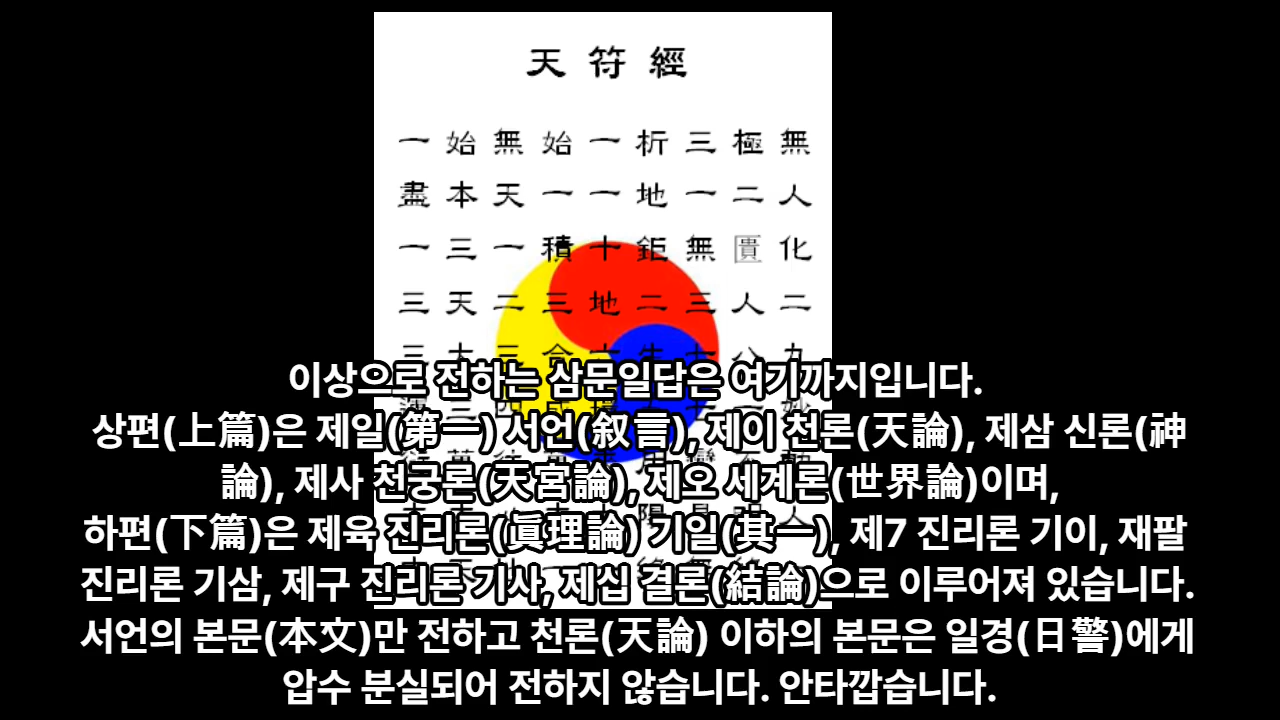 天符經
一始無始一析三極無
盡本天一一地一二人
一三一積十鉅無匱化
三天二三地二三人二
이상으로 전하는 삼문일답은 여기까지입니다.
상편(上篇)은 제일(第一) 서언(叙言), 제이 천론(天論), 제삼 신론(神
論), 제사 천궁론(天宮論), 제오 세계론(世界論)이며,
하편(下篇)은 제육 진리론(眞理論) 기일(其一), 제7 진리론 기이, 재팔
진리론 기삼, 제구 진리론 기사, 제십 결론(結論)으로 이루어져 있습니다.
서언의 본문(本文)만 전하고 천론(天論) 이하의 본문은 일경(日警)에게
압수 분실되어 전하지 않습니다. 안타깝습니다.